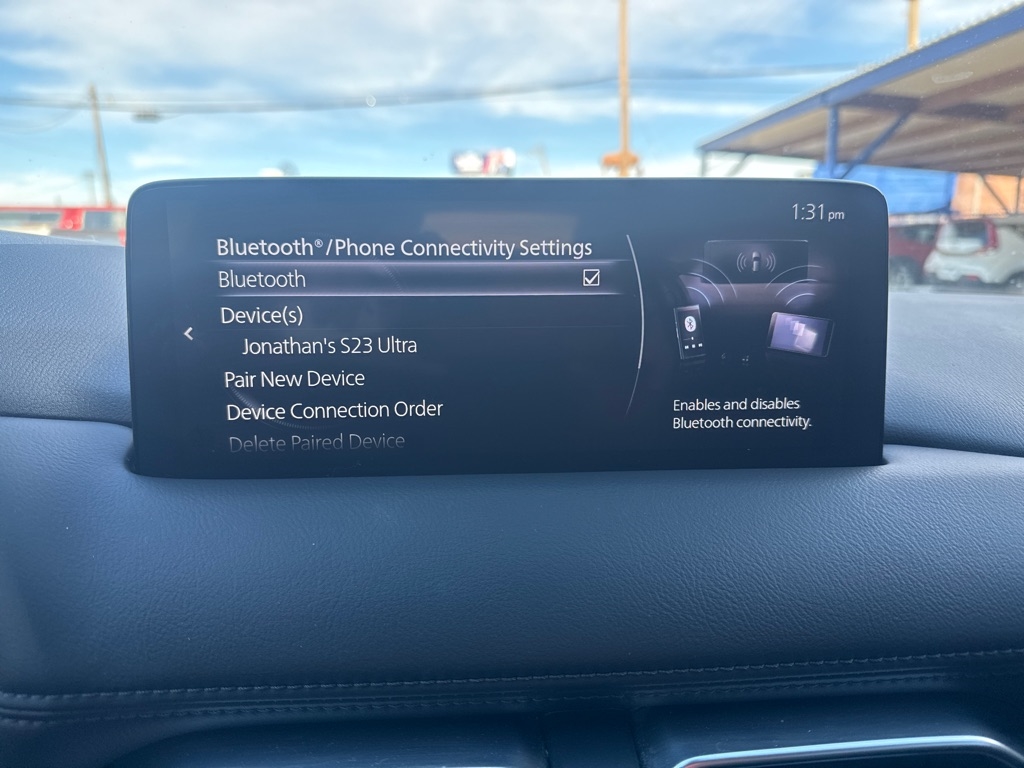 1:31 pm
Bluetooth®/Phone Connectivity Settings
Bluetooth
Device(s)
Jonathan's S23 Ultra
Pair New Device
Device Connection Order
Delete Paired Device
Enables and disables
Bluetooth connectivity.